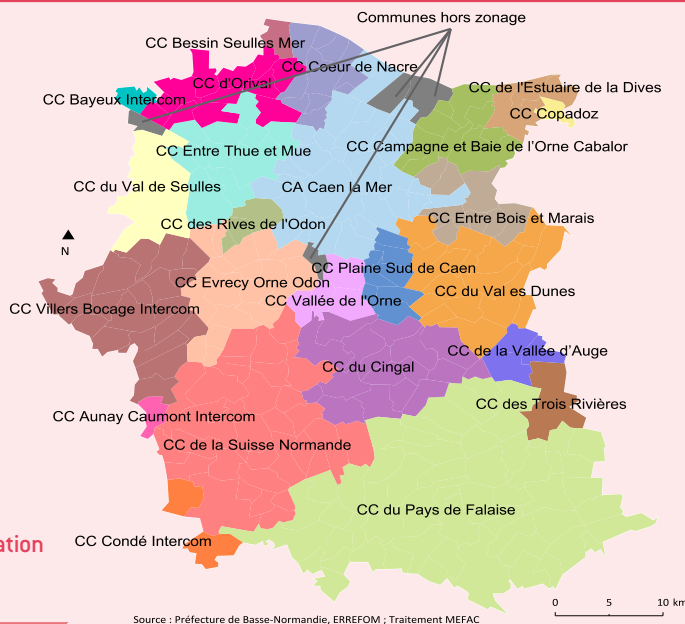 Communes hors zonage
CC Bessin Seulles Mer
CC Coeur de Nacre
CC d'Orival
CC de l'Estuaire de la Dives
CC Bayeux Intercom
CC Copadoz
CC Campagne et Baie de l'Orne Cabalor
CC Entre Thue et Mue
CC du Val de Seulles
CA Caen la Mer
CC Entre Bois et Marais
CC des Rives de l'Odon
N
CC Plaine Sud de Caen
CC Evrecy Orne Odon
CC du Val es Dunes
CC Vallée de l'Orne
CC Villers Bocage Intercom
CC de la Vallée d'Auge
CC du Cingal
CC des Trois Rivières
CC Aunay Caumont Intercom
CC de la Suisse Normande
CC du Pays de Falaise
CC Condé Intercom
ation
0 5 10 km
Source : Préfecture de Basse-Normandie, ERREFOM ; Traitement MEFAC